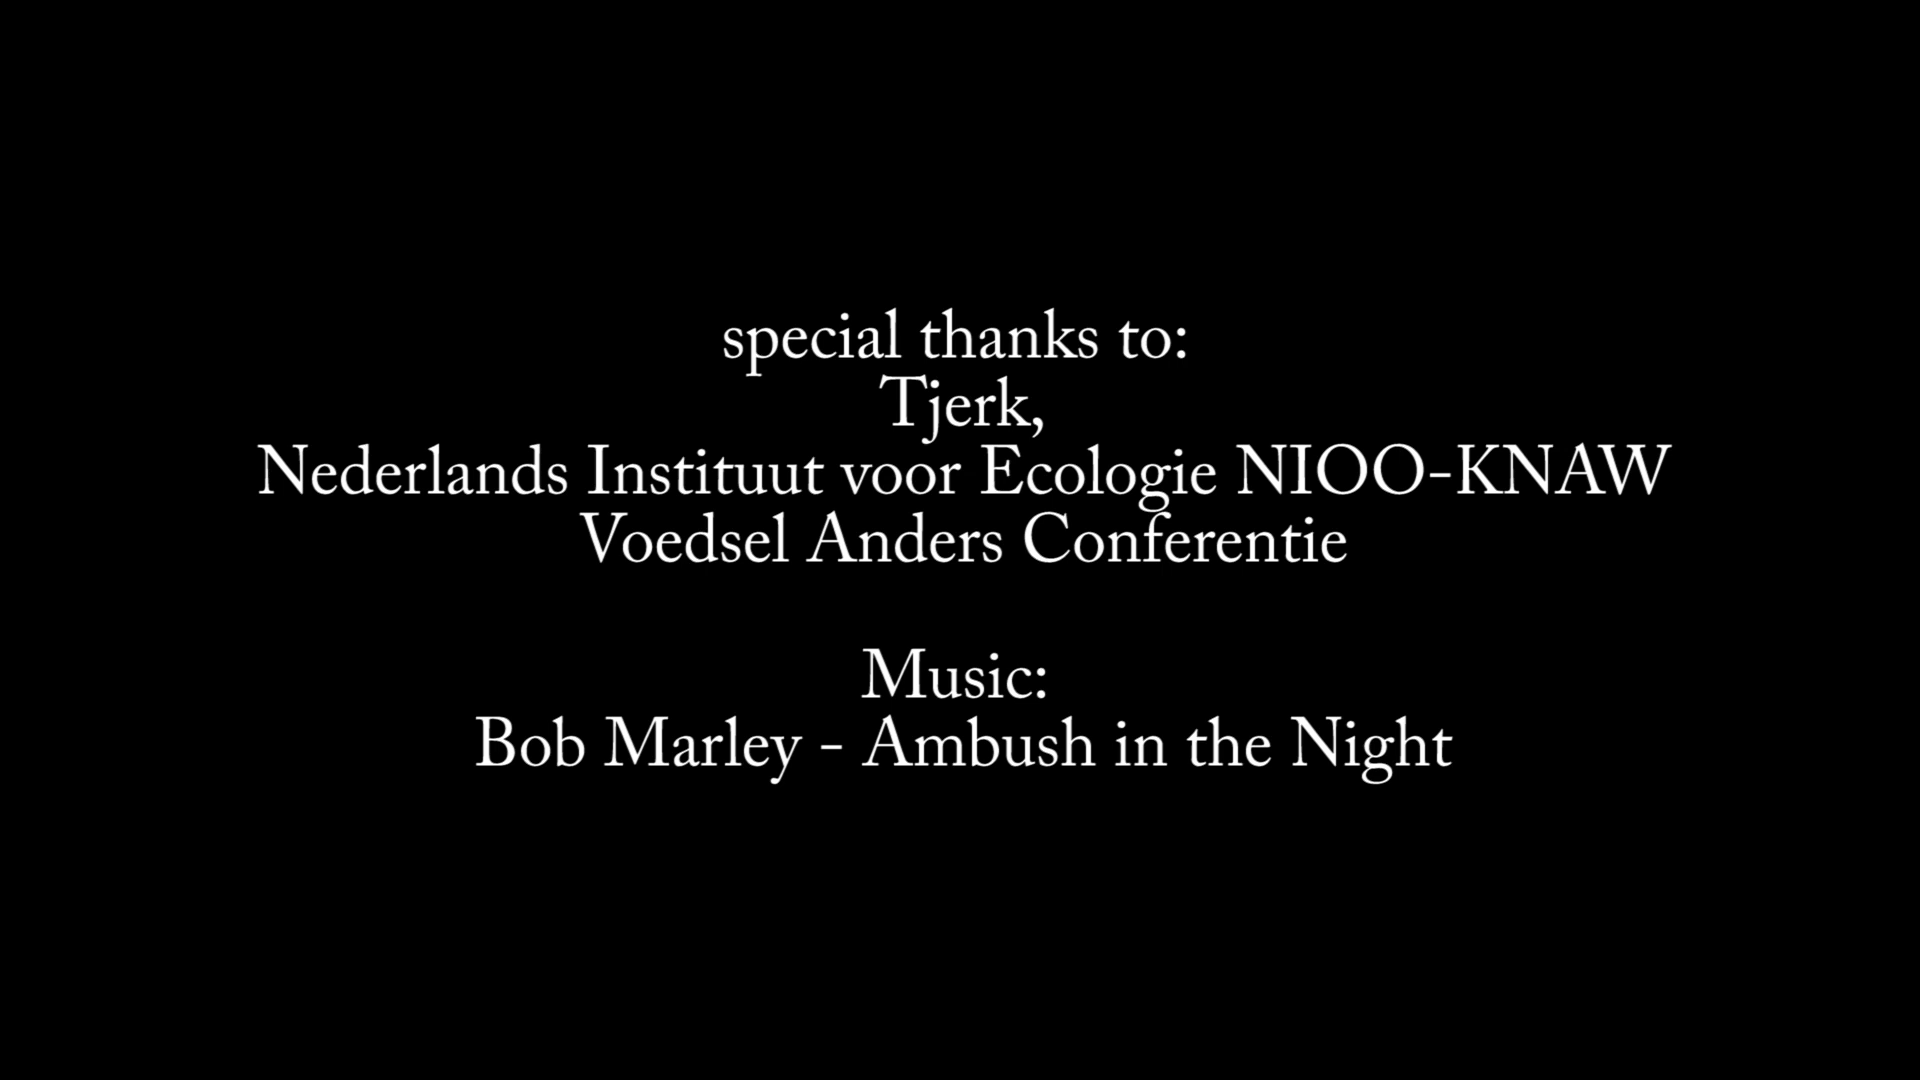 special thanks to:
Tjerk,
Nederlands Instituut voor Ecologie NIOO-KNAW
Voedsel Anders Conferentie
Music:
Bob Marley - Ambush in the Night